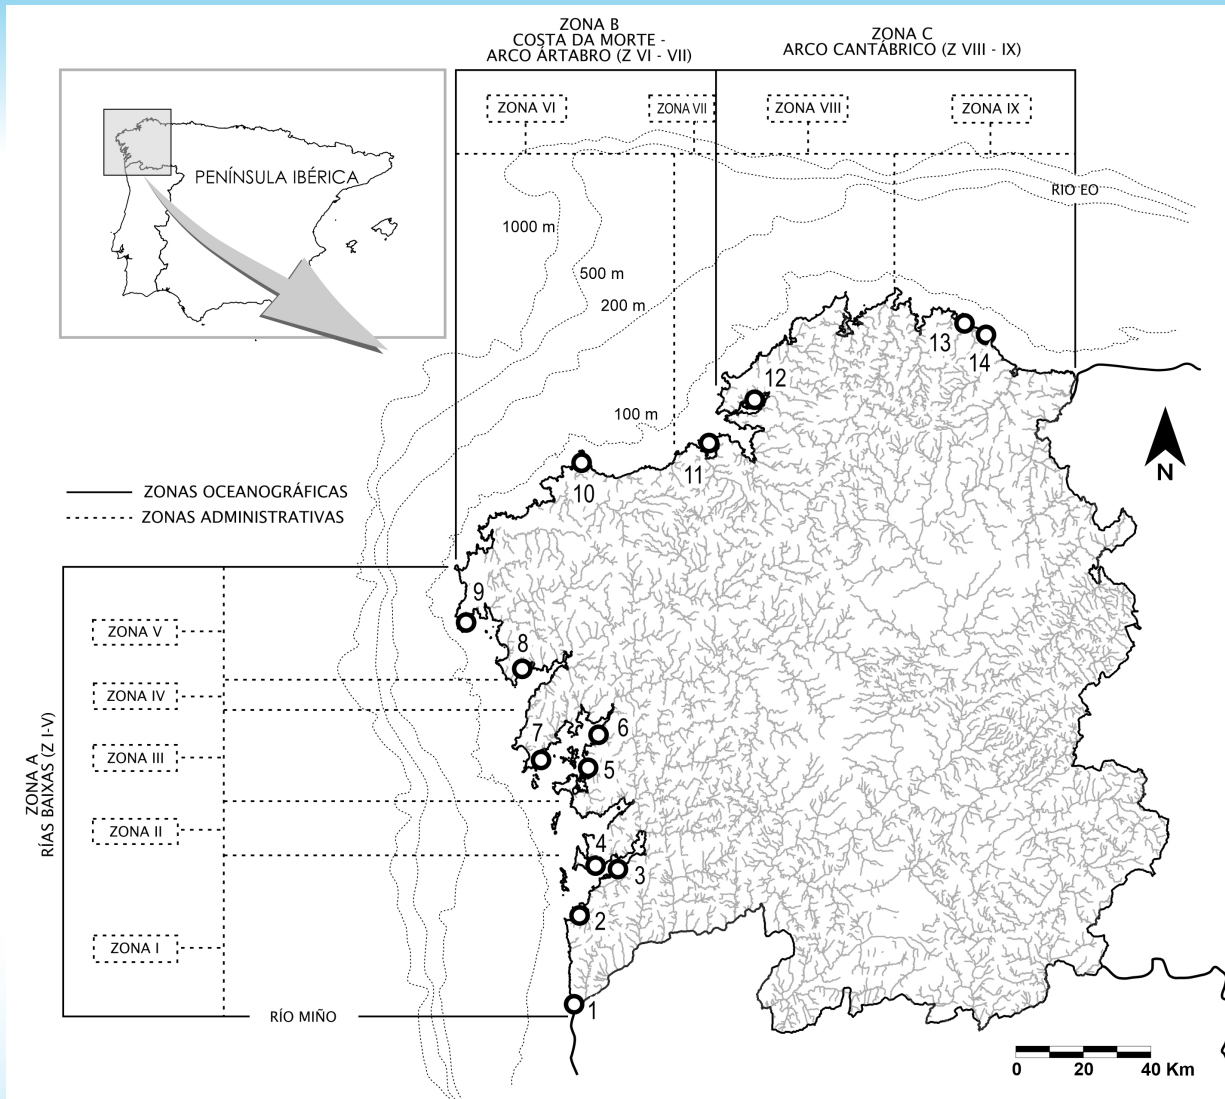 ZONA B
COSTA DA MORTE -
ARCO ÁRTABRO (Z VI - VII)
ZONA C
ARCO CANTÁBRICO (Z VIII - IX)
ZONA VI
ZONA VII
ZONA VIII
ZONA IX
PENÍNSULA IBÉRICA
RIO EO
1000 m
500 m
200 m
100 m
13
14
12
11
10
N
ZONAS OCEANOGRÁFICAS
ZONAS ADMINISTRATIVAS
9
8
7
6
5
4
3
2
1
ZONA A
RÍAS BAIXAS (Z I-V)
ZONA V
ZONA IV
ZONA III
ZONA II
ZONA I
RÍO MIÑO
0 20 40 Km